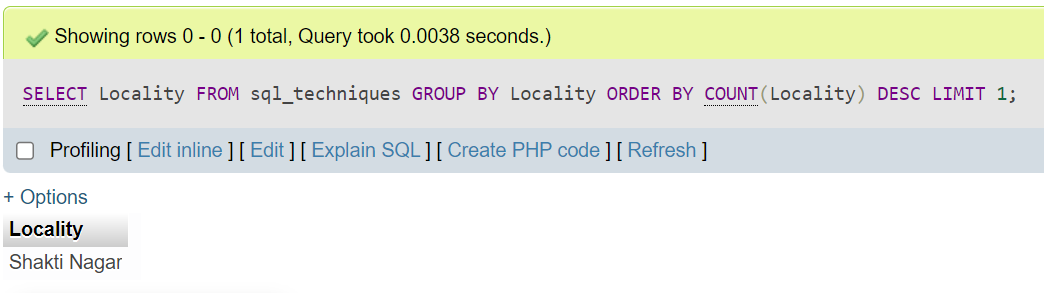 Showing rows 0 - 0 (1 total, Query took 0.0038 seconds.)
SELECT Locality FROM sql_techniques GROUP BY Locality ORDER BY COUNT(Locality) DESC LIMIT 1;
Profiling [ Edit inline ] [ Edit ] [ Explain SQL ] [ Create PHP code ] [ Refresh ]
+ Options
Locality
Shakti Nagar